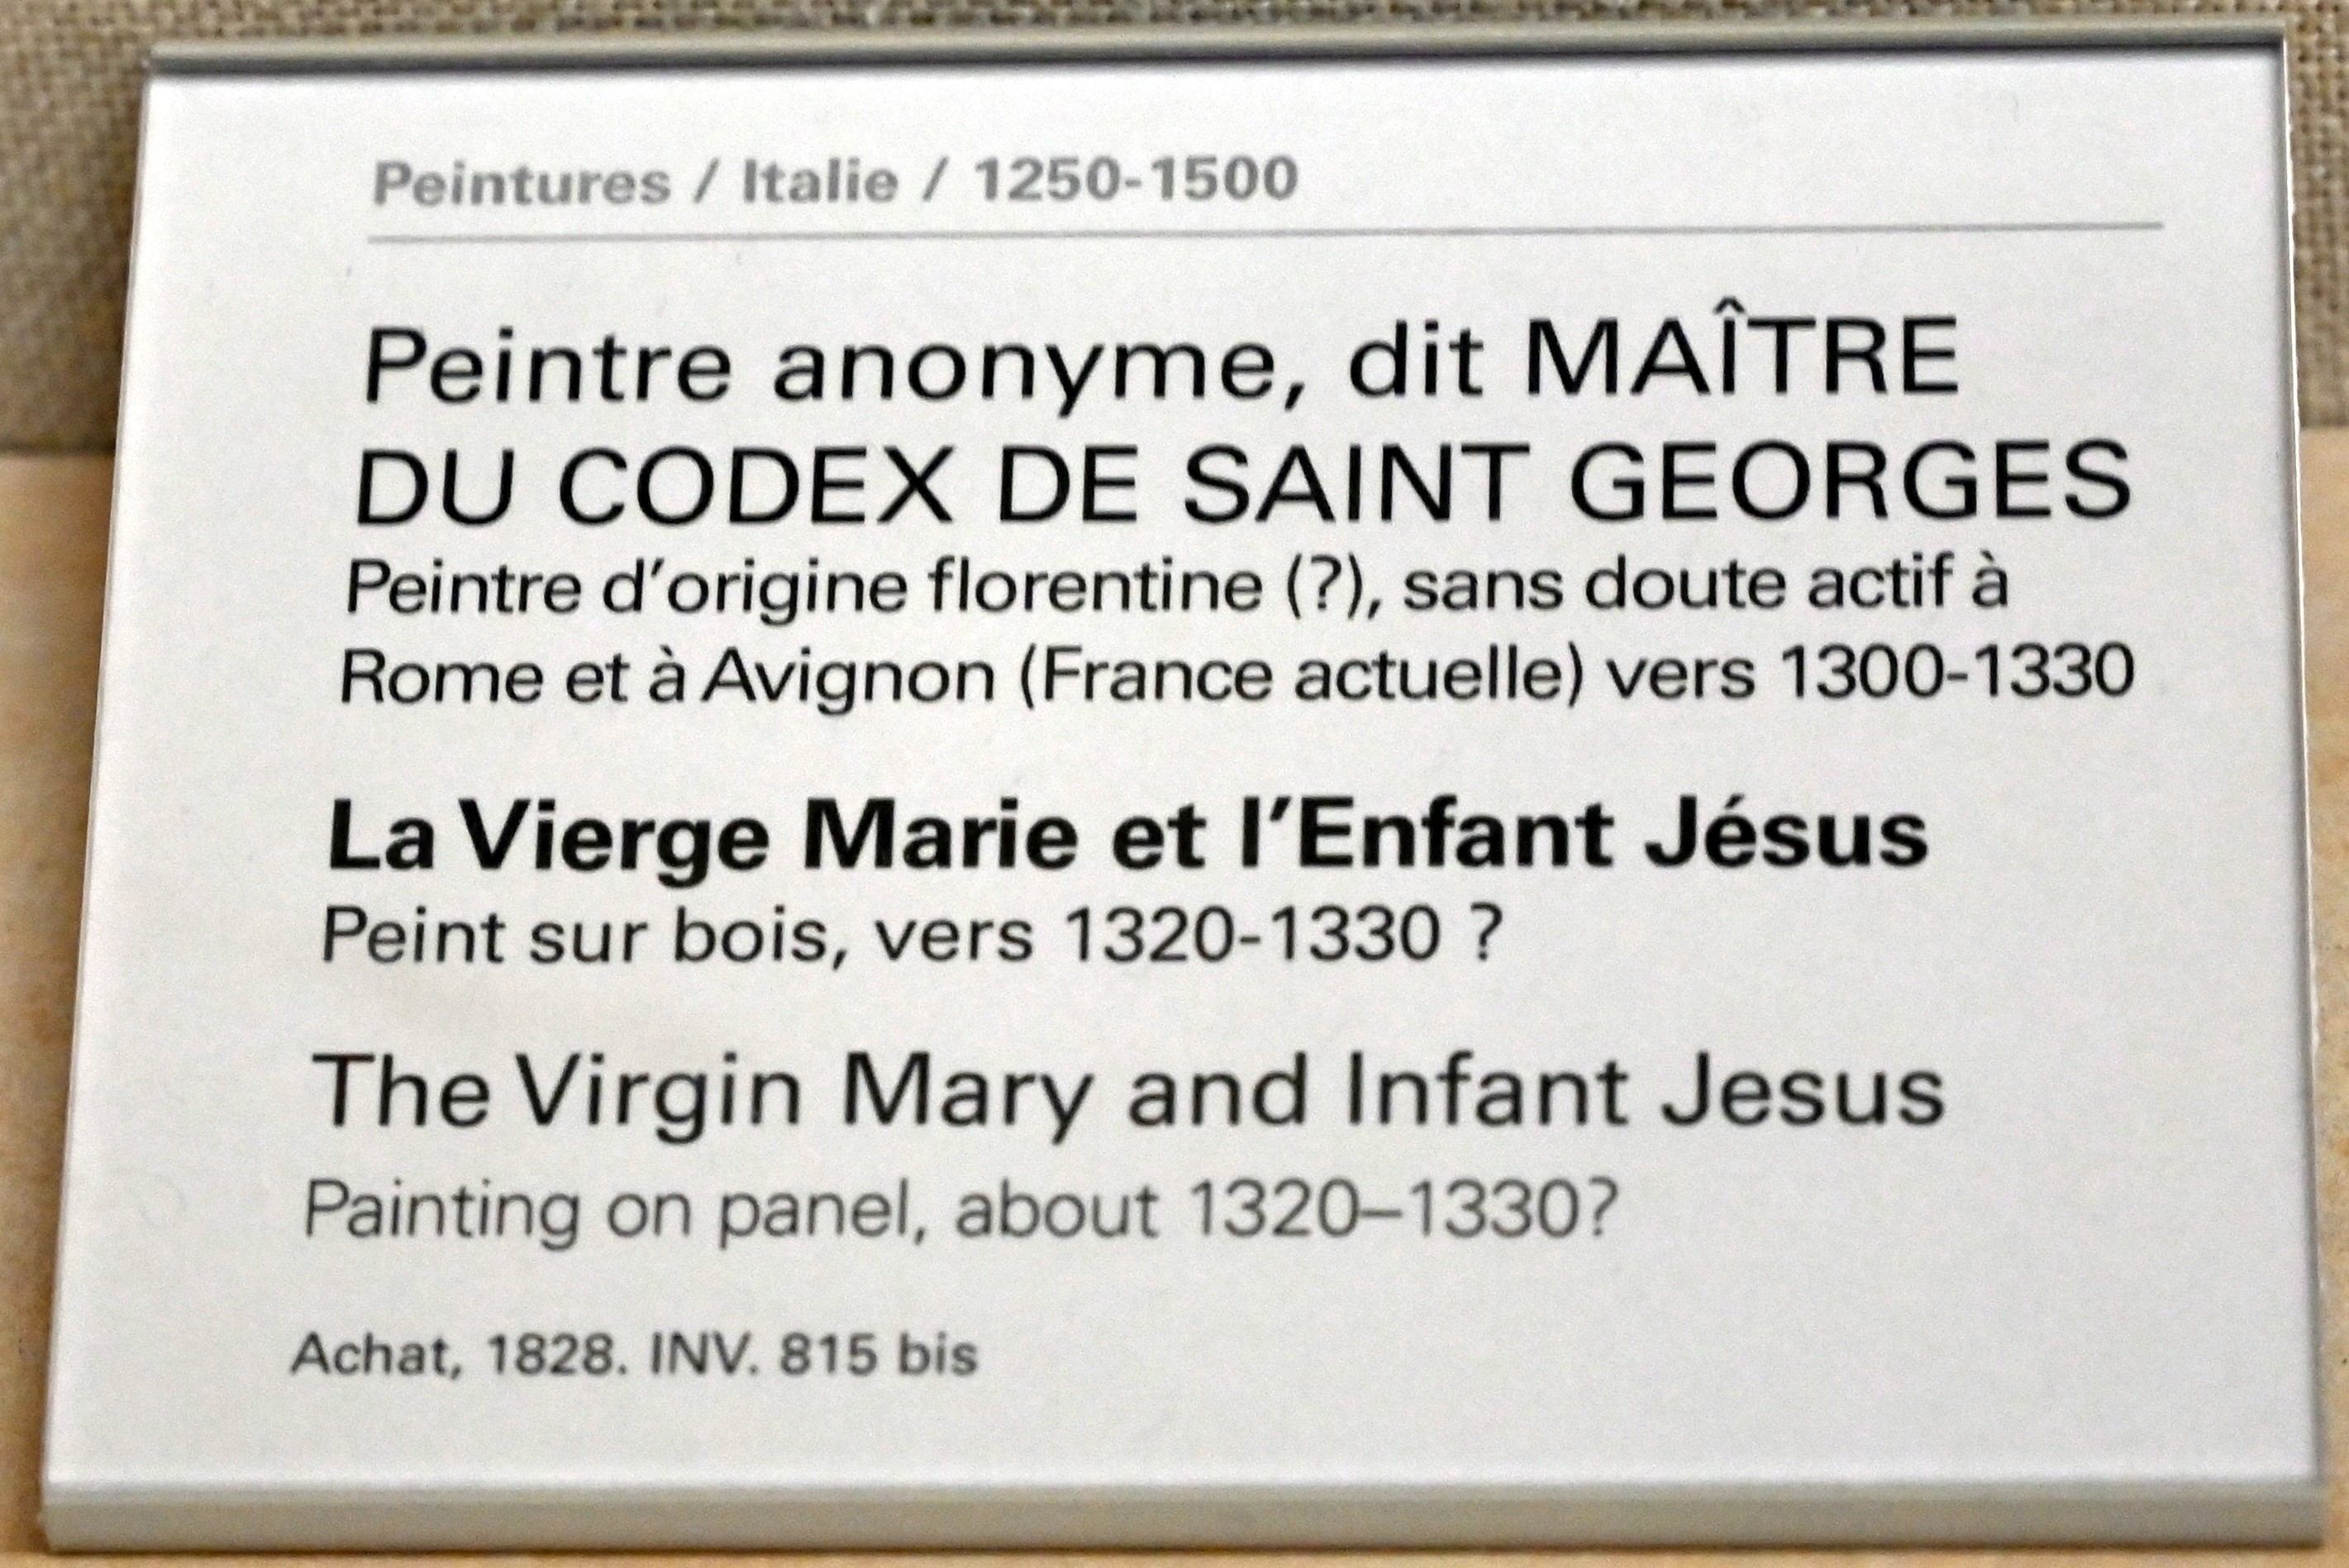 Peintures / Italie / 1250-1500
Peintre anonyme, dit MAÎTRE
DU CODEX DE SAINT GEORGES
Peintre d'origine florentine (?), sans doute actif à
Rome et à Avignon (France actuelle) vers 1300-1330
La Vierge Marie et l'Enfant Jésus
Peint sur bois, vers 1320-1330 ?
The Virgin Mary and Infant Jesus
Painting on panel, about 1320–1330?
Achat, 1828. INV. 815 bis